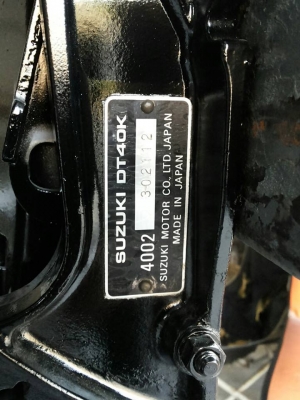 SUZUKI DT40K
4002 302112
SUZUKI MOTOR CO., LTD. JAPAN
MADE IN JAPAN